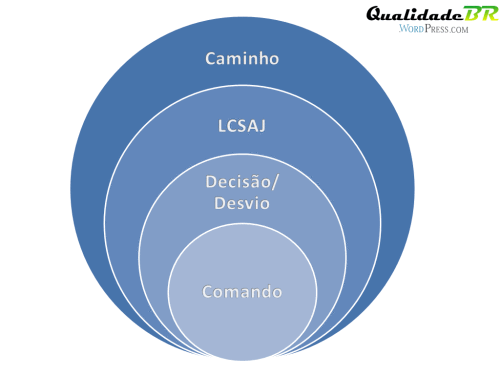 QualidadeBR
WORDPRESS.COM
Caminho
LCSAJ
Decisão/
Desvio
Comando